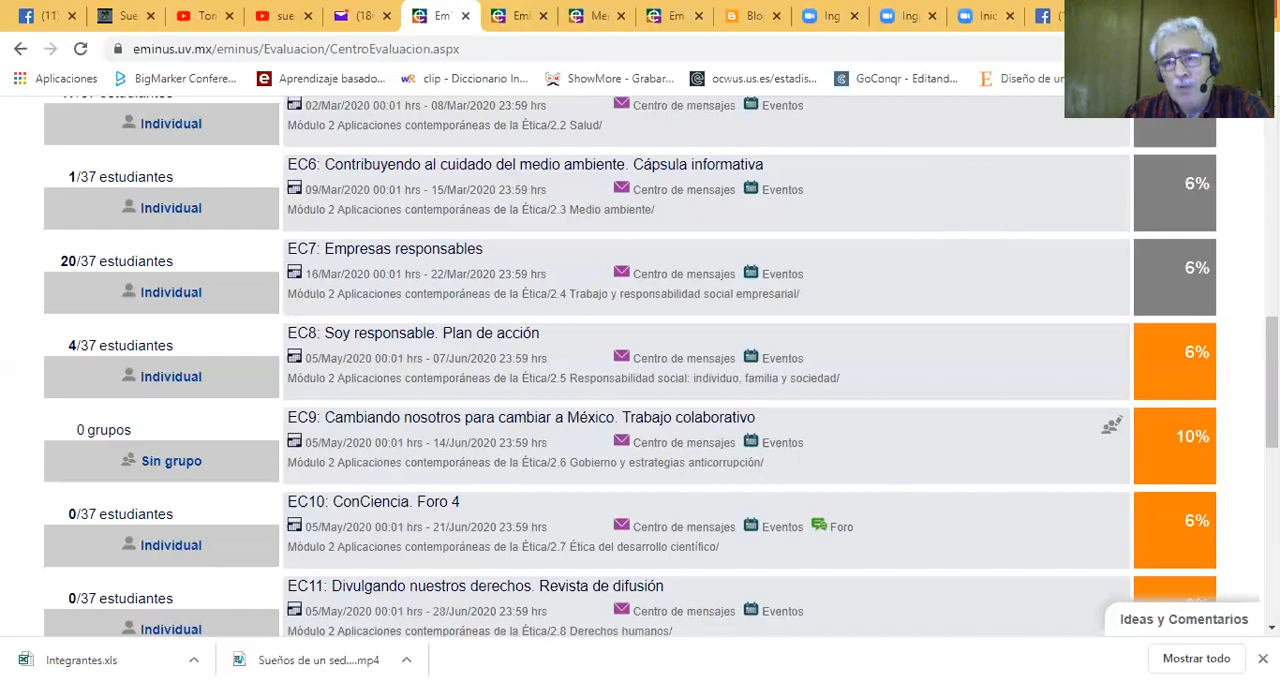 (11)
Sue
Tor
sue
(18
Em
Em
Me
Em
Blo
Ing
Ing
Inic
(1
eminus.uv.mx/eminus/Evaluacion/CentroEvaluacion.aspx
Aplicaciones
BigMarker Confere...
Aprendizaje basado...
clip - Diccionario In...
ShowMore - Grabar...
ocwus.us.es/estadis...
GoConqr - Editand...
Diseño de un
estudiantes
Individual
02/Mar/2020 00:01 hrs - 08/Mar/2020 23:59 hrs
Centro de mensajes
Eventos
Módulo 2 Aplicaciones contemporáneas de la Ética/2.2 Salud/
1/37 estudiantes
Individual
EC6: Contribuyendo al cuidado del medio ambiente. Cápsula informativa
09/Mar/2020 00:01 hrs - 15/Mar/2020 23:59 hrs
Centro de mensajes
Eventos
Módulo 2 Aplicaciones contemporáneas de la Ética/2.3 Medio ambiente/
6%
20/37 estudiantes
Individual
EC7: Empresas responsables
16/Mar/2020 00:01 hrs - 22/Mar/2020 23:59 hrs
Centro de mensajes
Eventos
Módulo 2 Aplicaciones contemporáneas de la Ética/2.4 Trabajo y responsabilidad social empresarial/
6%
4/37 estudiantes
Individual
EC8: Soy responsable. Plan de acción
05/May/2020 00:01 hrs - 07/Jun/2020 23:59 hrs
Centro de mensajes
Eventos
Módulo 2 Aplicaciones contemporáneas de la Ética/2.5 Responsabilidad social: individuo, familia y sociedad/
6%
0 grupos
Sin grupo
EC9: Cambiando nosotros para cambiar a México. Trabajo colaborativo
05/May/2020 00:01 hrs - 14/Jun/2020 23:59 hrs
Centro de mensajes
Eventos
Módulo 2 Aplicaciones contemporáneas de la Ética/2.6 Gobierno y estrategias anticorrupción/
10%
0/37 estudiantes
Individual
EC10: ConCiencia. Foro 4
05/May/2020 00:01 hrs - 21/Jun/2020 23:59 hrs
Centro de mensajes
Eventos
Foro
Módulo 2 Aplicaciones contemporáneas de la Ética/2.7 Ética del desarrollo científico/
6%
0/37 estudiantes
Individual
EC11: Divulgando nuestros derechos. Revista de difusión
05/May/2020 00:01 hrs - 28/Jun/2020 23:59 hrs
Centro de mensajes
Eventos
Módulo 2 Aplicaciones contemporáneas de la Ética/2.8 Derechos humanos/
Ideas y Comentarios
Integrantes.xls
Sueños de un sed....mp4
Mostrar todo